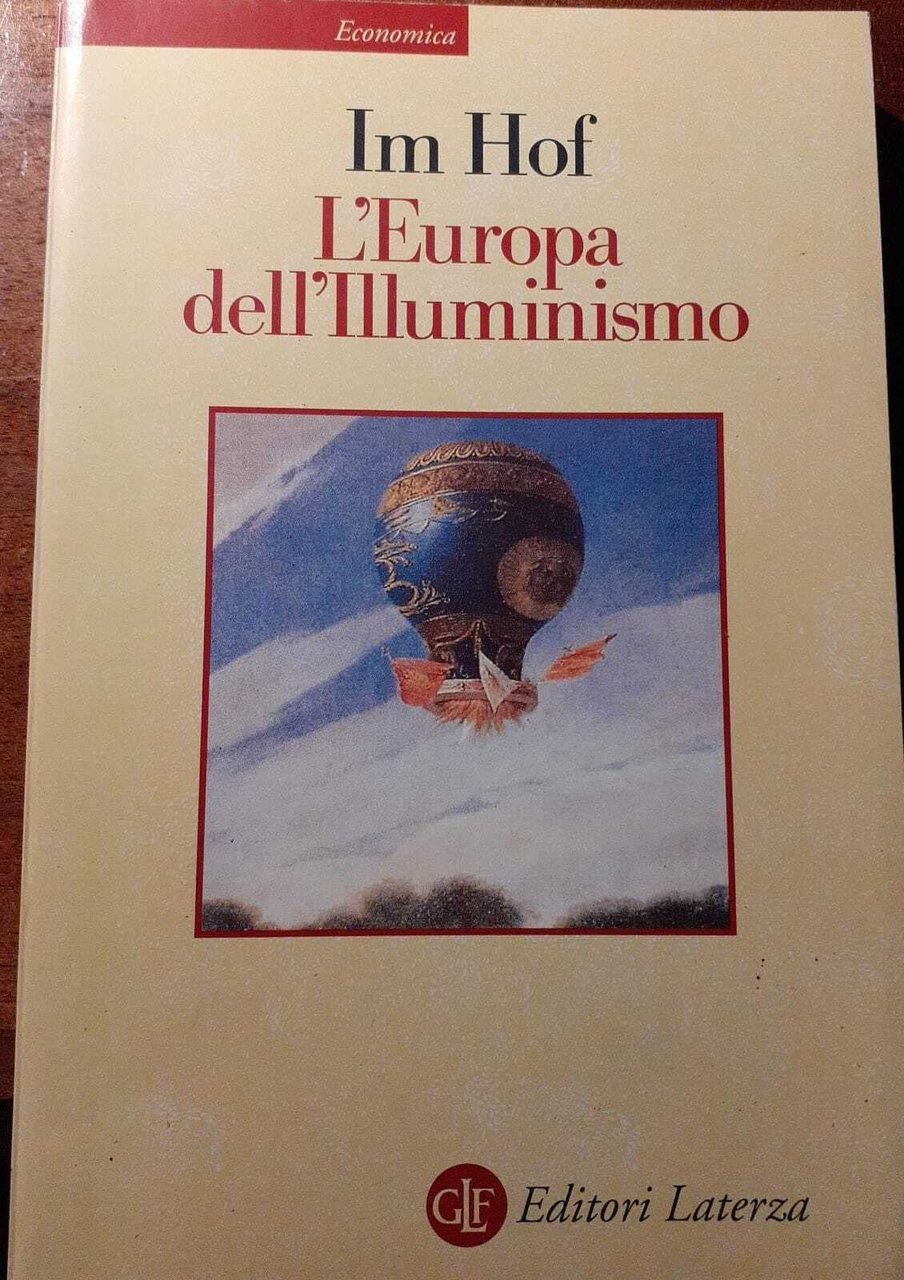 Economica
Im Hof
L'Europa
dell'Illuminismo
GLF Editori Laterza